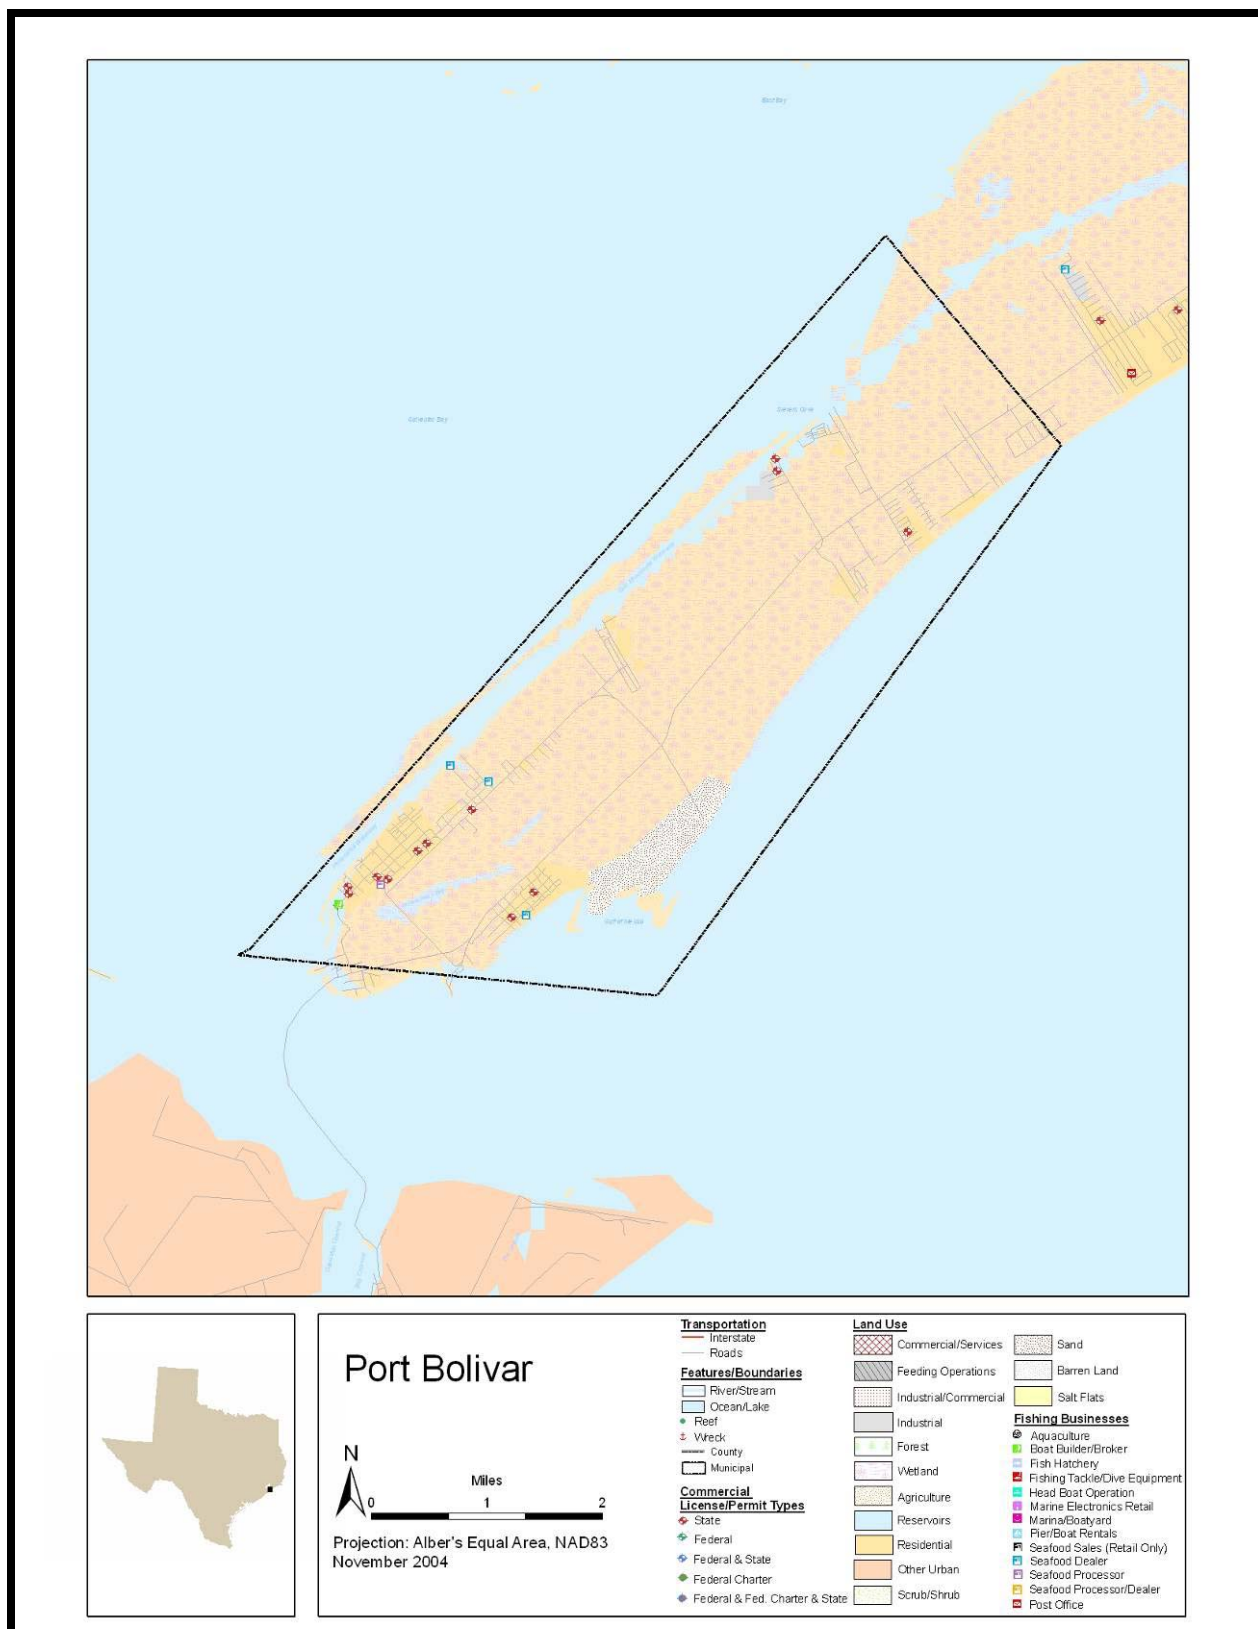 East Bay
Galveston Bay
Port Bolivar
N
Miles
0 1 2
Projection: Alber's Equal Area, NAD83
November 2004
Transportation
Interstate
Roads
Features/Boundaries
River/Stream
Ocean/Lake
Reef
Wreck
County
Municipal
Commercial
License/Permit Types
State
Federal
Federal & State
Federal Charter
Federal & Fed. Charter & State
Land Use
Commercial/Services
Feeding Operations
Industrial/Commercial
Industrial
Forest
Wetland
Agriculture
Reservoirs
Residential
Other Urban
Scrub/Shrub
Sand
Barren Land
Salt Flats
Fishing Businesses
Aquaculture
Boat Builder/Broker
Fish Hatchery
Fishing Tackle/Dive Equipment
Head Boat Operation
Marine Electronics Retail
Marina/Boatyard
Pier/Boat Rentals
Seafood Sales (Retail Only)
Seafood Dealer
Seafood Processor
Seafood Processor/Dealer
Post Office